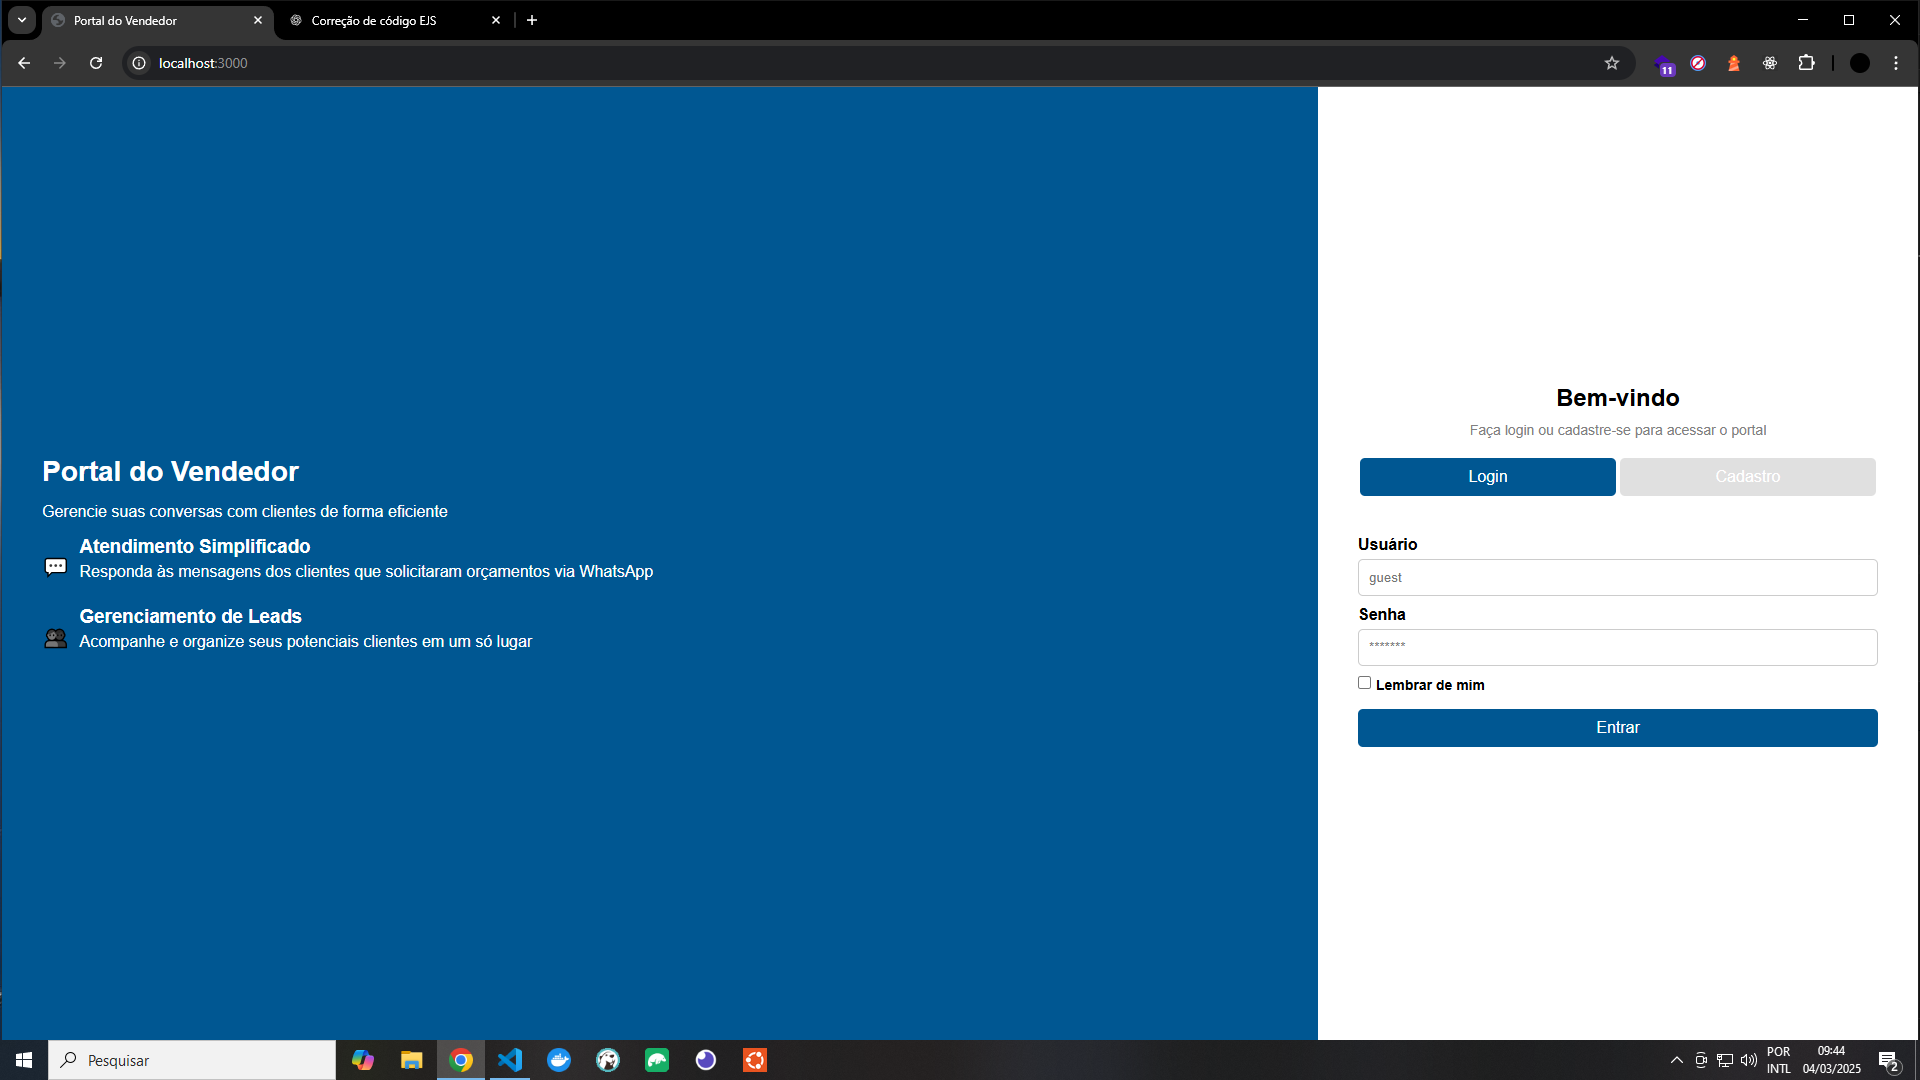 Portal do Vendedor
Correção de código EJS
localhost:3000
11
Portal do Vendedor
Gerencie suas conversas com clientes de forma eficiente
Atendimento Simplificado
Responda às mensagens dos clientes que solicitaram orçamentos via WhatsApp
Gerenciamento de Leads
Acompanhe e organize seus potenciais clientes em um só lugar
Bem-vindo
Faça login ou cadastre-se para acessar o portal
Login
Cadastro
Usuário
guest
Senha
*******
Lembrar de mim
Entrar
Pesquisar
POR
INTL
09:44
04/03/2025
2